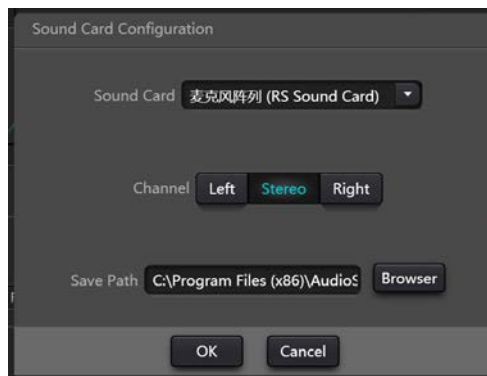 Sound Card Configuration
Sound Card 麦克风阵列 (RS Sound Card)
Channel Left Stereo Right
Save Path C:\Program Files (x86)\AudioS Browser
OK Cancel